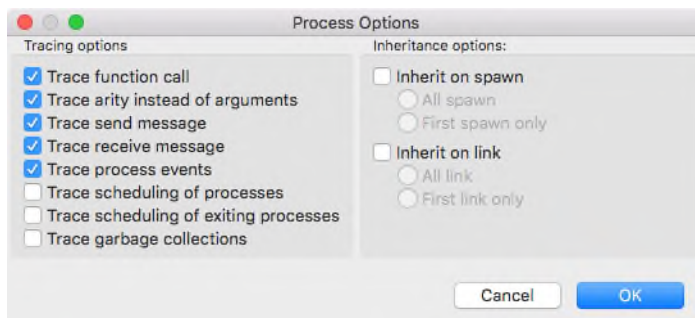 Process Options
Tracing options
Trace function call
Trace arity instead of arguments
Trace send message
Trace receive message
Trace process events
Trace scheduling of processes
Trace scheduling of exiting processes
Trace garbage collections
Inheritance options:
Inherit on spawn
All spawn
First spawn only
Inherit on link
All link
First link only
Cancel
OK